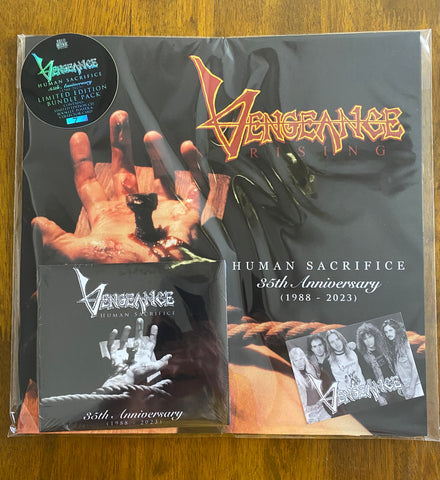 VENGEANCE
HUMAN SACRIFICE
35th Anniversary
LIMITED EDITION
BUNDLE PACK
VENGEANCE
RISING
HUMAN SACRIFICE
35th Anniversary
(1988 - 2023)
VENGEANCE
HUMAN SACRIFICE
35th Anniversary
(1988 - 2023)
VENGEANCE